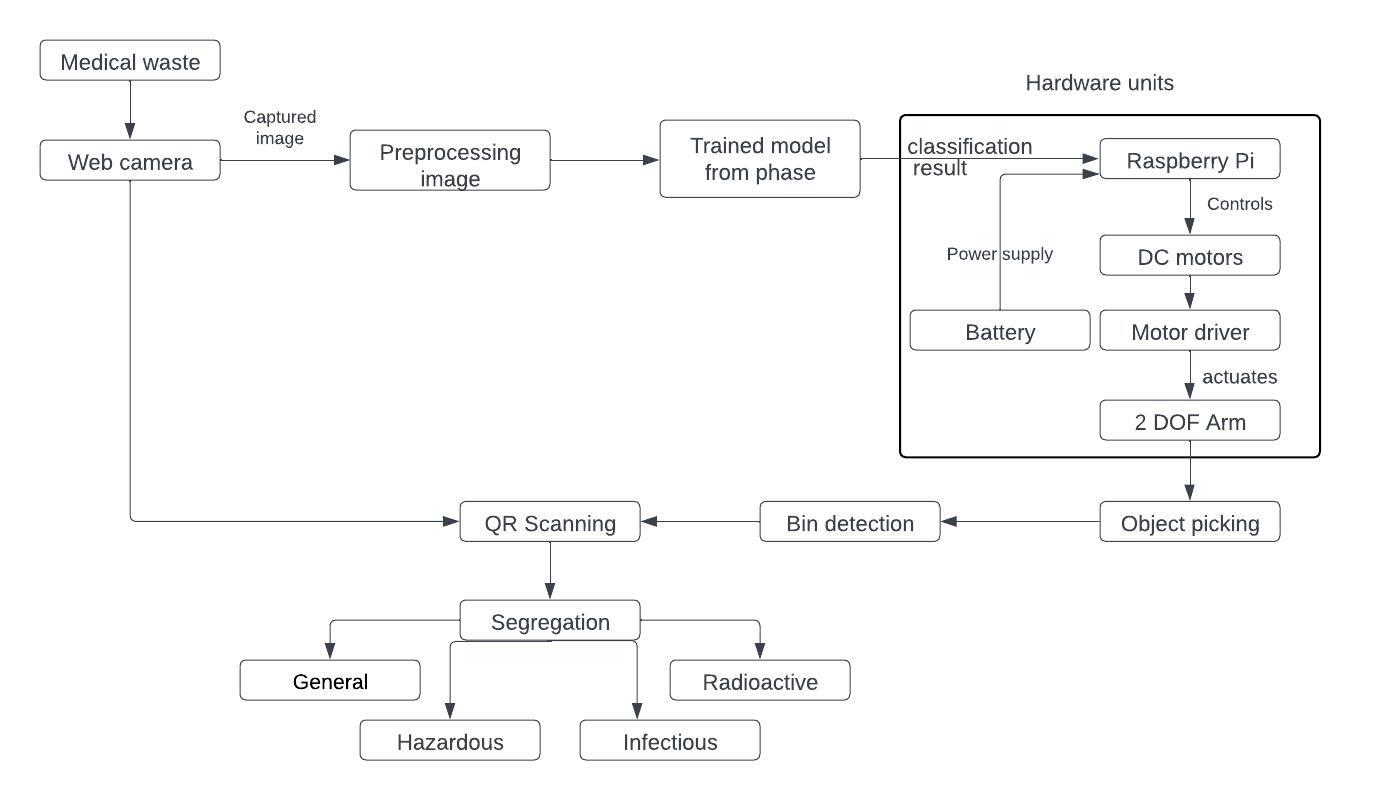 Medical waste
Web camera
Captured
image
Preprocessing
image
Trained model
from phase
Hardware units
classification
result
Raspberry Pi
Controls
DC motors
Power supply
Battery
Motor driver
actuates
2 DOF Arm
QR Scanning
Bin detection
Object picking
Segregation
General
Radioactive
Hazardous
Infectious